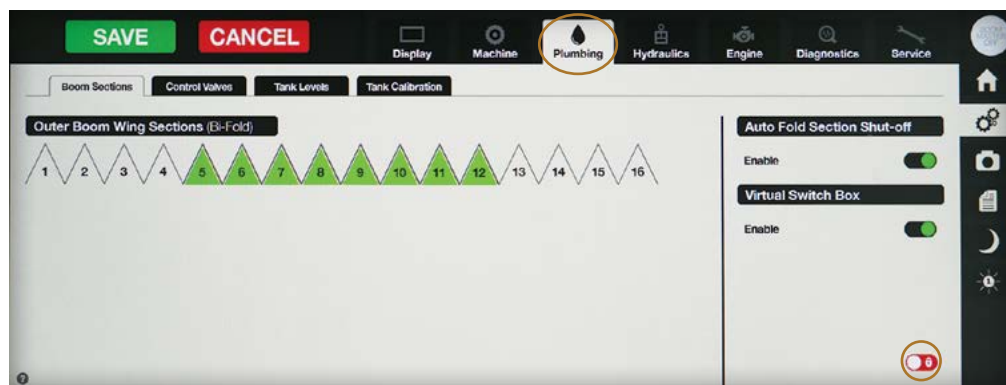 SAVE
CANCEL
Display
Machine
Plumbing
Hydraulics
Engine
Diagnostics
Service
Boom Sections
Control Valves
Tank Levels
Tank Calibration
Outer Boom Wing Sections (Bi-Fold)
1 2 3 4 5 6 7 8 9 10 11 12 13 14 15 16
Auto Fold Section Shut-off
Enable
Virtual Switch Box
Enable
1
?